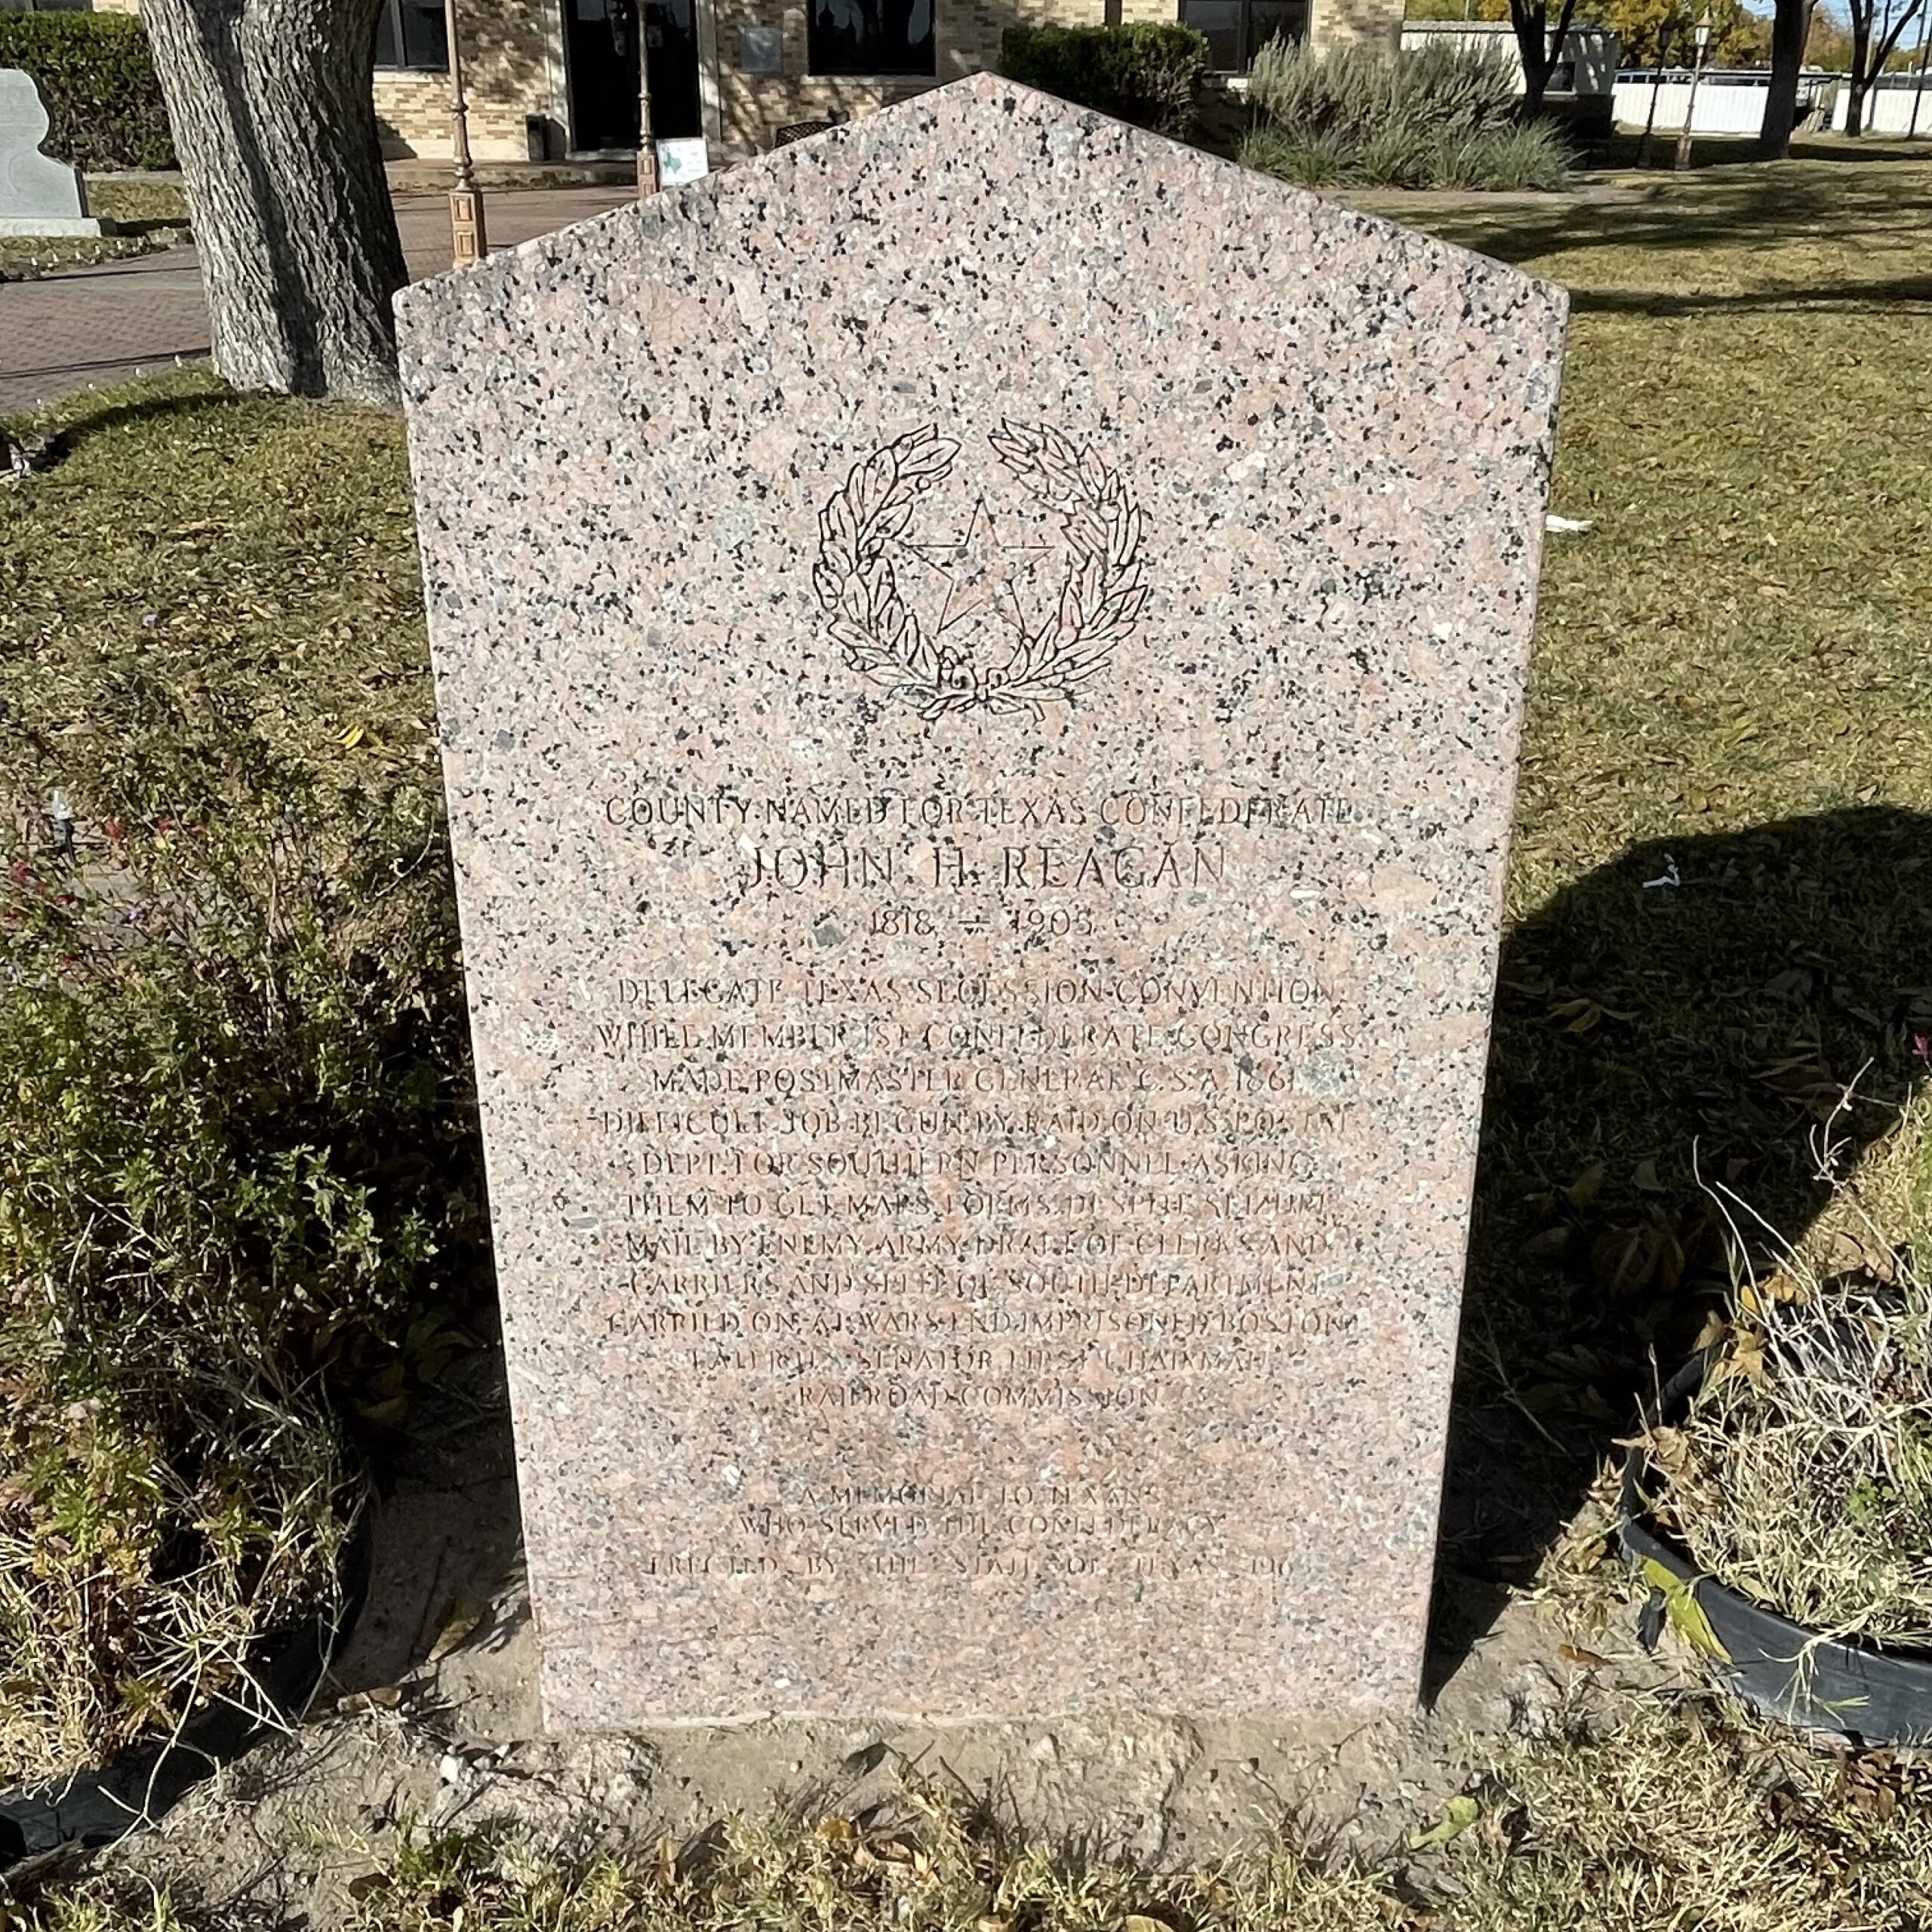 COUNTY NAMED FOR TEXAS CONFEDERATE
JOHN H. REAGAN
1818 — 1905
DELEGATE TEXAS SECESSION CONVENTION.
WHILE MEMBER 1ST CONFEDERATE CONGRESS
MADE POSTMASTER GENERAL C.S.A. 1861.
DIFFICULT JOB BEGUN BY RAID ON U.S. POSTAL
DEPT. FOR SOUTHERN PERSONNEL ASKING
THEM TO GET MAPS, FORMS. DESPITE SEIZURE
MAIL BY ENEMY, ARMY DRAFT OF CLERKS AND
CARRIERS AND SPLIT OF SOUTH DEPARTMENT
CARRIED ON. AT WARS END IMPRISONED BOSTON.
LATER U.S. SENATOR, FIRST CHAIRMAN
RAILROAD COMMISSION.
A MEMORIAL TO TEXANS
WHO SERVED THE CONFEDERACY
ERECTED BY THE STATE OF TEXAS